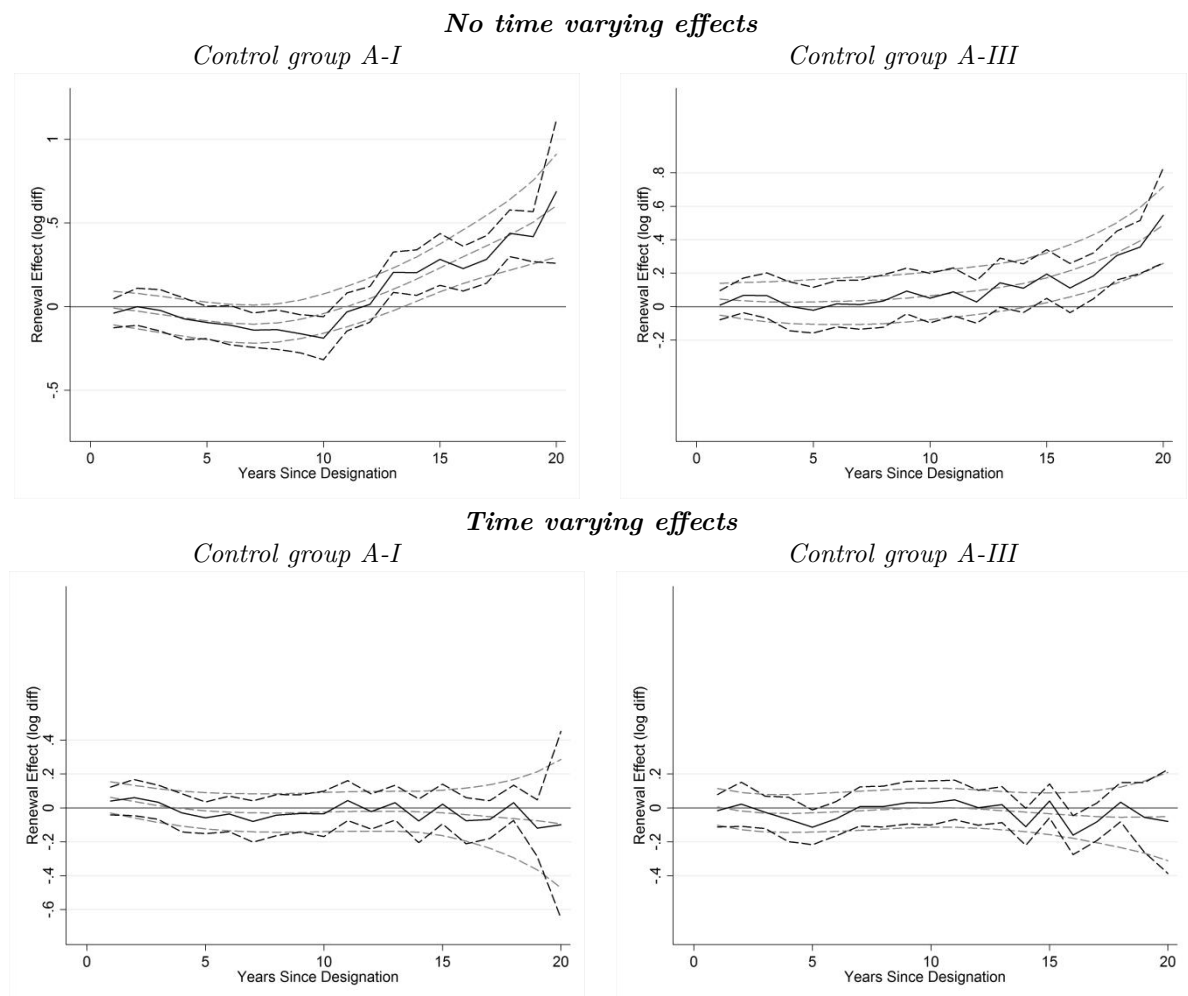 No time varying effects
Control group A-I
Control group A-III
Renewal Effect (log diff)
1
.5
0
-.5
0 5 10 15 20
Years Since Designation
Renewal Effect (log diff)
.8
.6
.4
.2
0
-.2
0 5 10 15 20
Years Since Designation
Time varying effects
Control group A-I
Control group A-III
Renewal Effect (log diff)
.4
.2
0
-.2
-.4
-.6
0 5 10 15 20
Years Since Designation
Renewal Effect (log diff)
.2
0
-.2
-.4
0 5 10 15 20
Years Since Designation